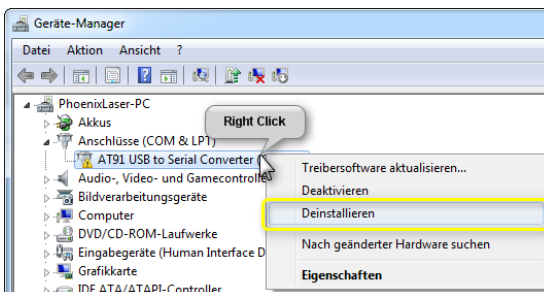 Geräte-Manager
Datei Aktion Ansicht ?
PhoenixLaser-PC
Akkus
Right Click
Anschlüsse (COM & LPT)
AT91 USB to Serial Converter (
Audio-, Video- und Gamecontrolle
Bildverarbeitungsgeräte
Computer
DVD/CD-ROM-Laufwerke
Eingabegeräte (Human Interface D
Grafikkarte
IDE ATA/ATAPI-Controller
Treibersoftware aktualisieren...
Deaktivieren
Deinstallieren
Nach geänderter Hardware suchen
Eigenschaften